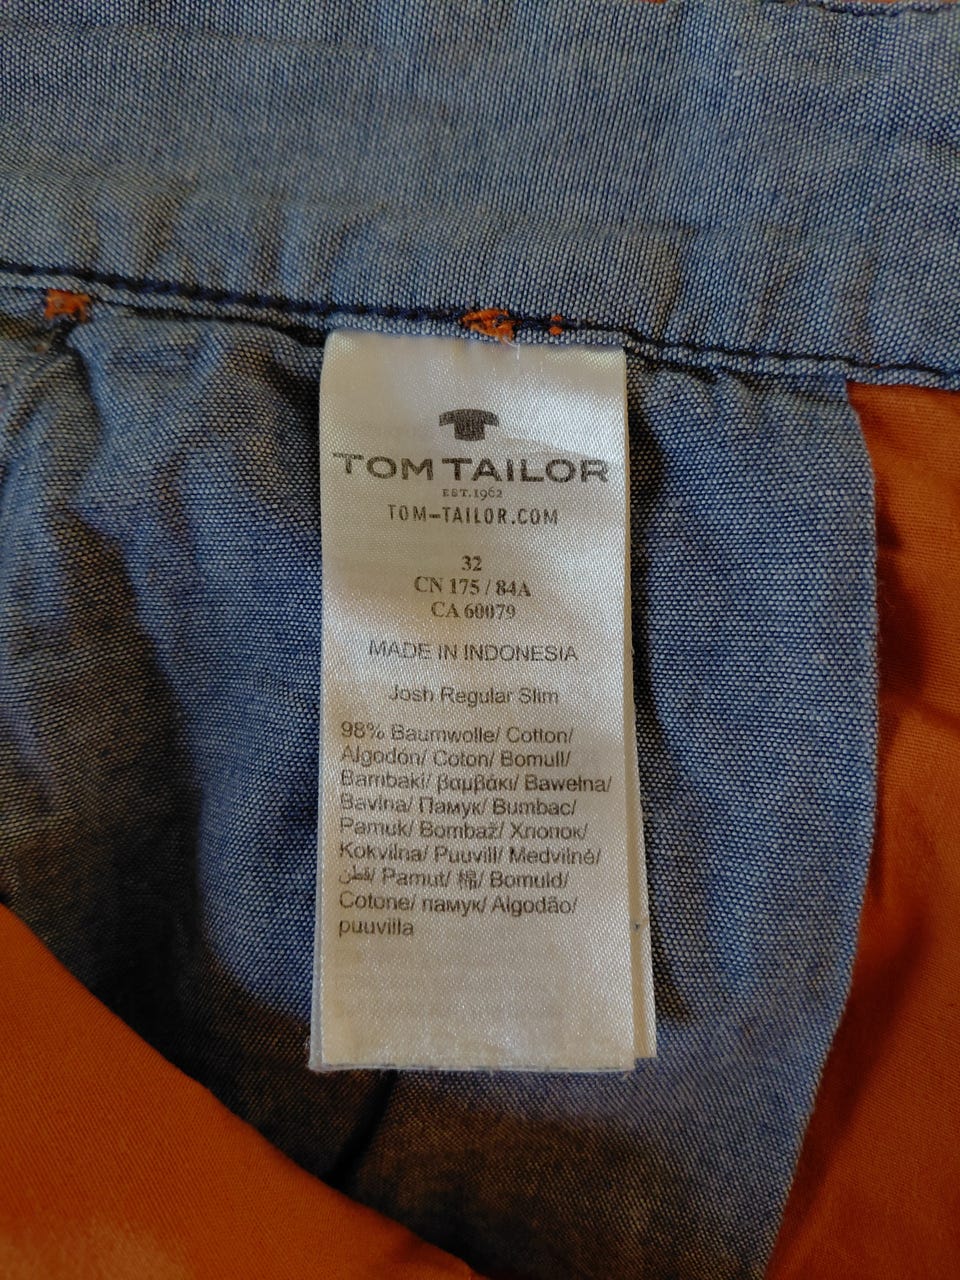 TOM TAILOR
EST.1962
TOM-TAILOR.COM
32
CN 175 / 84A
CA 60079
MADE IN INDONESIA
Josh Regular Slim
98% Baumwolle/ Cotton/
Algodón/ Coton/ Bomull/
Bambaki/ βαμβάκι/ Bawełna/
Bavlna/ Памук/ Bumbac/
Pamuk/ Bombaž/ Хлопок/
Kokvilna/ Puuvill/ Medvilnė/
قطن/ Pamut/ 棉/ Bomuld/
Cotone/ памук/ Algodão/
puuvilla